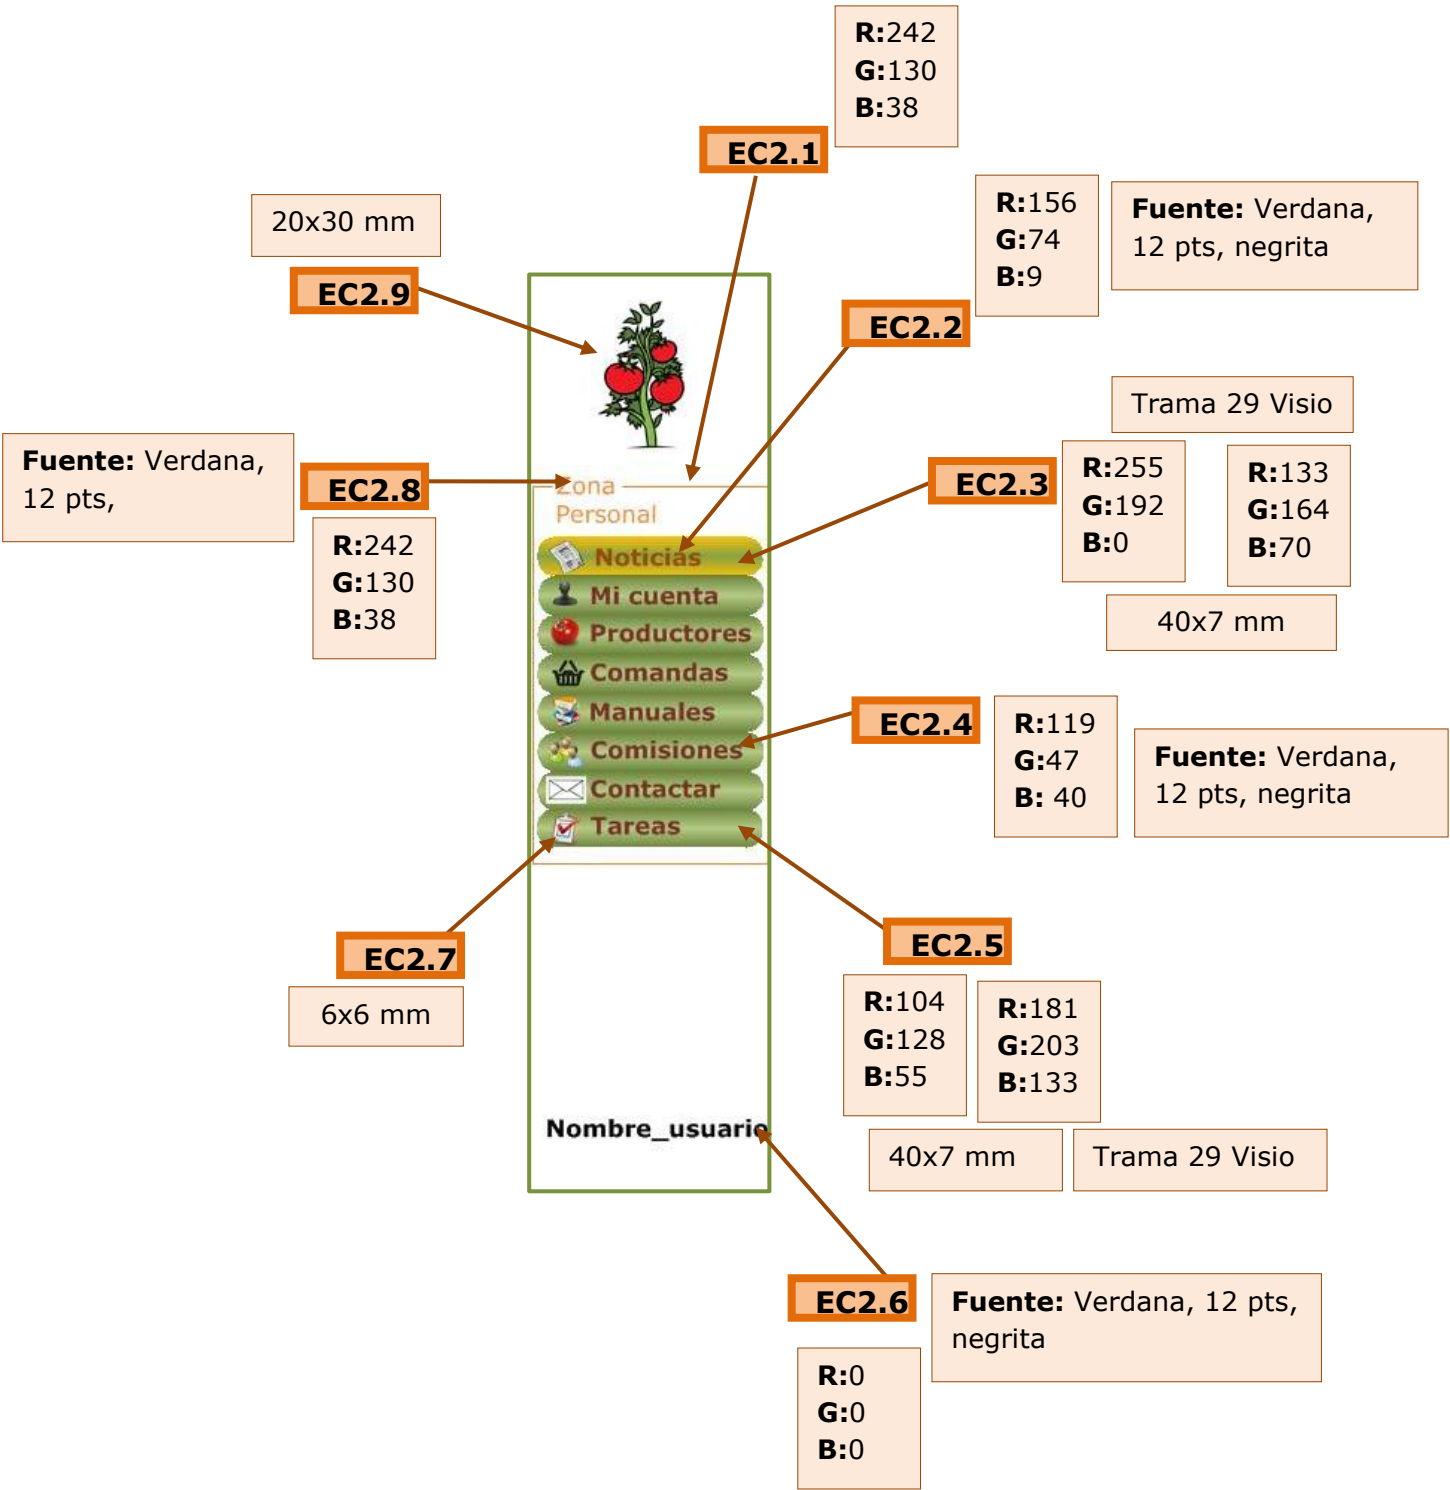 R:242
G:130
B:38
EC2.1
R:156
G:74
B:9
Fuente: Verdana,
12 pts, negrita
20x30 mm
EC2.9
EC2.2
Trama 29 Visio
Fuente: Verdana,
12 pts,
EC2.8
R:242
G:130
B:38
EC2.3
R:255
G:192
B:0
R:133
G:164
B:70
40x7 mm
Zona
Personal
Noticias
Mi cuenta
Productores
Comandas
Manuales
Comisiones
Contactar
Tareas
EC2.4
R:119
G:47
B: 40
Fuente: Verdana,
12 pts, negrita
EC2.7
6x6 mm
EC2.5
R:104
G:128
B:55
R:181
G:203
B:133
40x7 mm
Trama 29 Visio
Nombre_usuario
EC2.6
Fuente: Verdana, 12 pts,
negrita
R:0
G:0
B:0